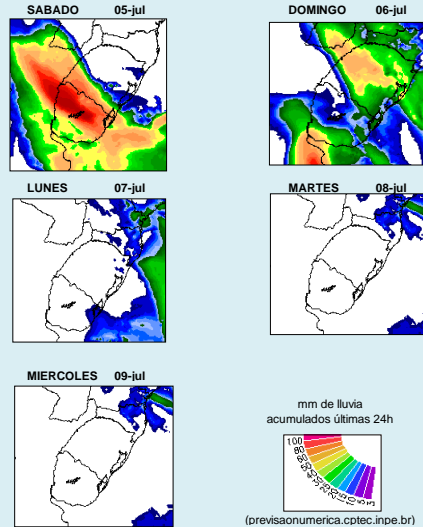 SABADO 05-jul
DOMINGO 06-jul
LUNES 07-jul
MARTES 08-jul
MIERCOLES 09-jul
mm de lluvia
acumulados últimas 24h
100
(previsaonumerica.cptec.inpe.br)